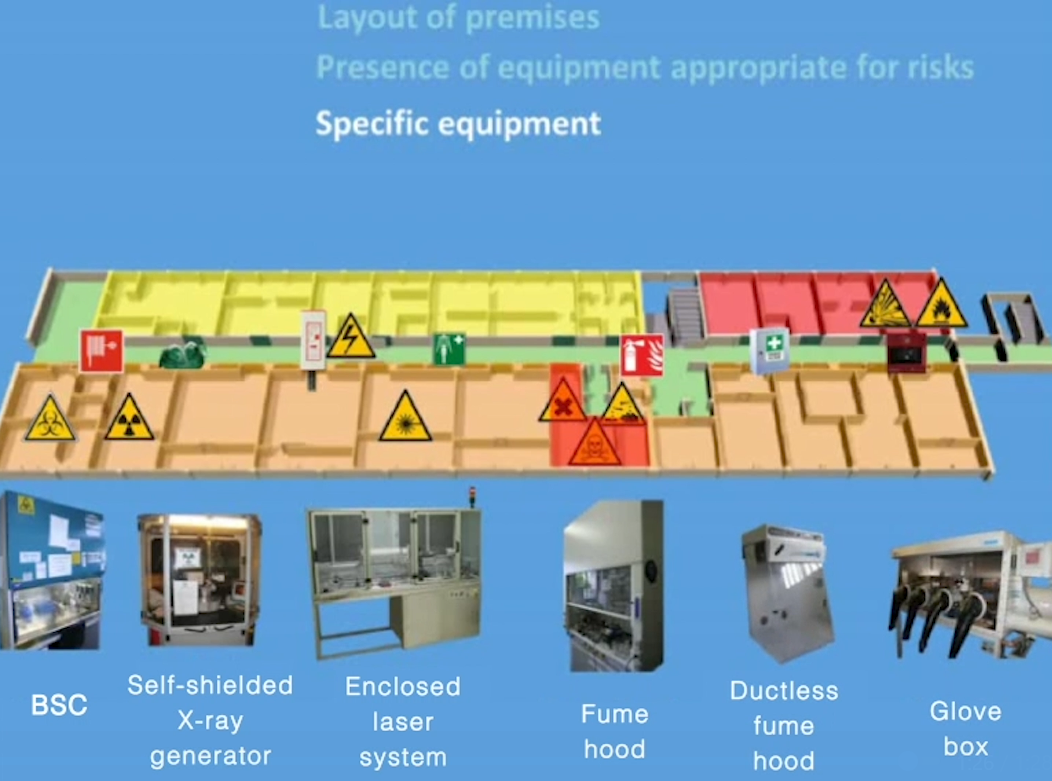 Layout of premises
Presence of equipment appropriate for risks
Specific equipment
BSC
Self-shielded
X-ray
generator
Enclosed
laser
system
Fume
hood
Ductless
fume
hood
Glove
box